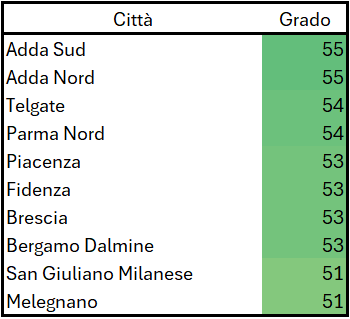 Città Grado
Adda Sud 55
Adda Nord 55
Telgate 54
Parma Nord 54
Piacenza 53
Fidenza 53
Brescia 53
Bergamo Dalmine 53
San Giuliano Milanese 51
Melegnano 51